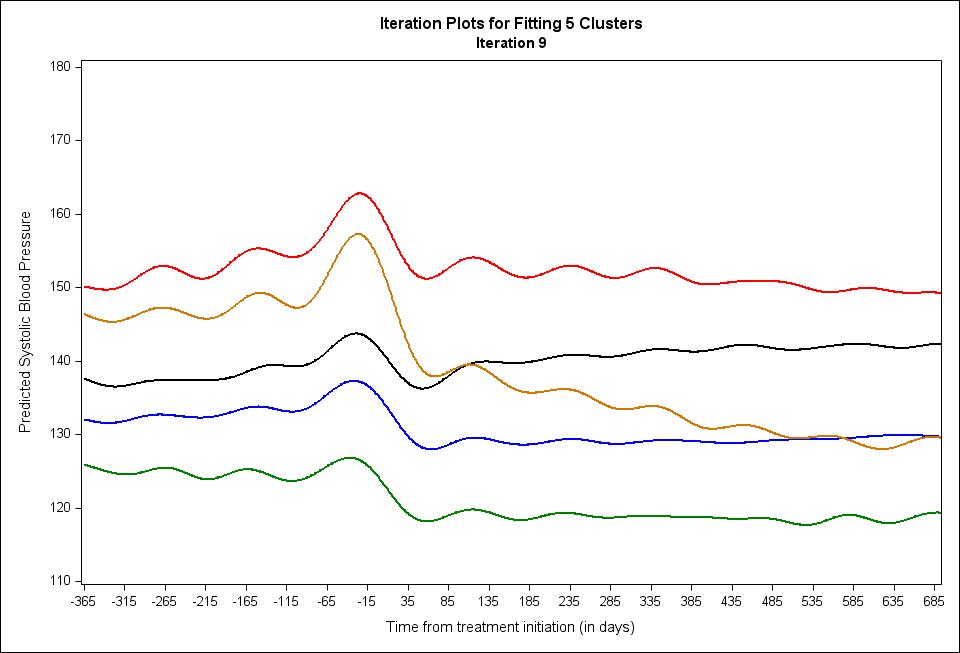 Iteration Plots for Fitting 5 Clusters
Iteration 9
Predicted Systolic Blood Pressure
180
170
160
150
140
130
120
110
-365 -315 -265 -215 -165 -115 -65 -15 35 85 135 185 235 285 335 385 435 485 535 585 635 685
Time from treatment initiation (in days)